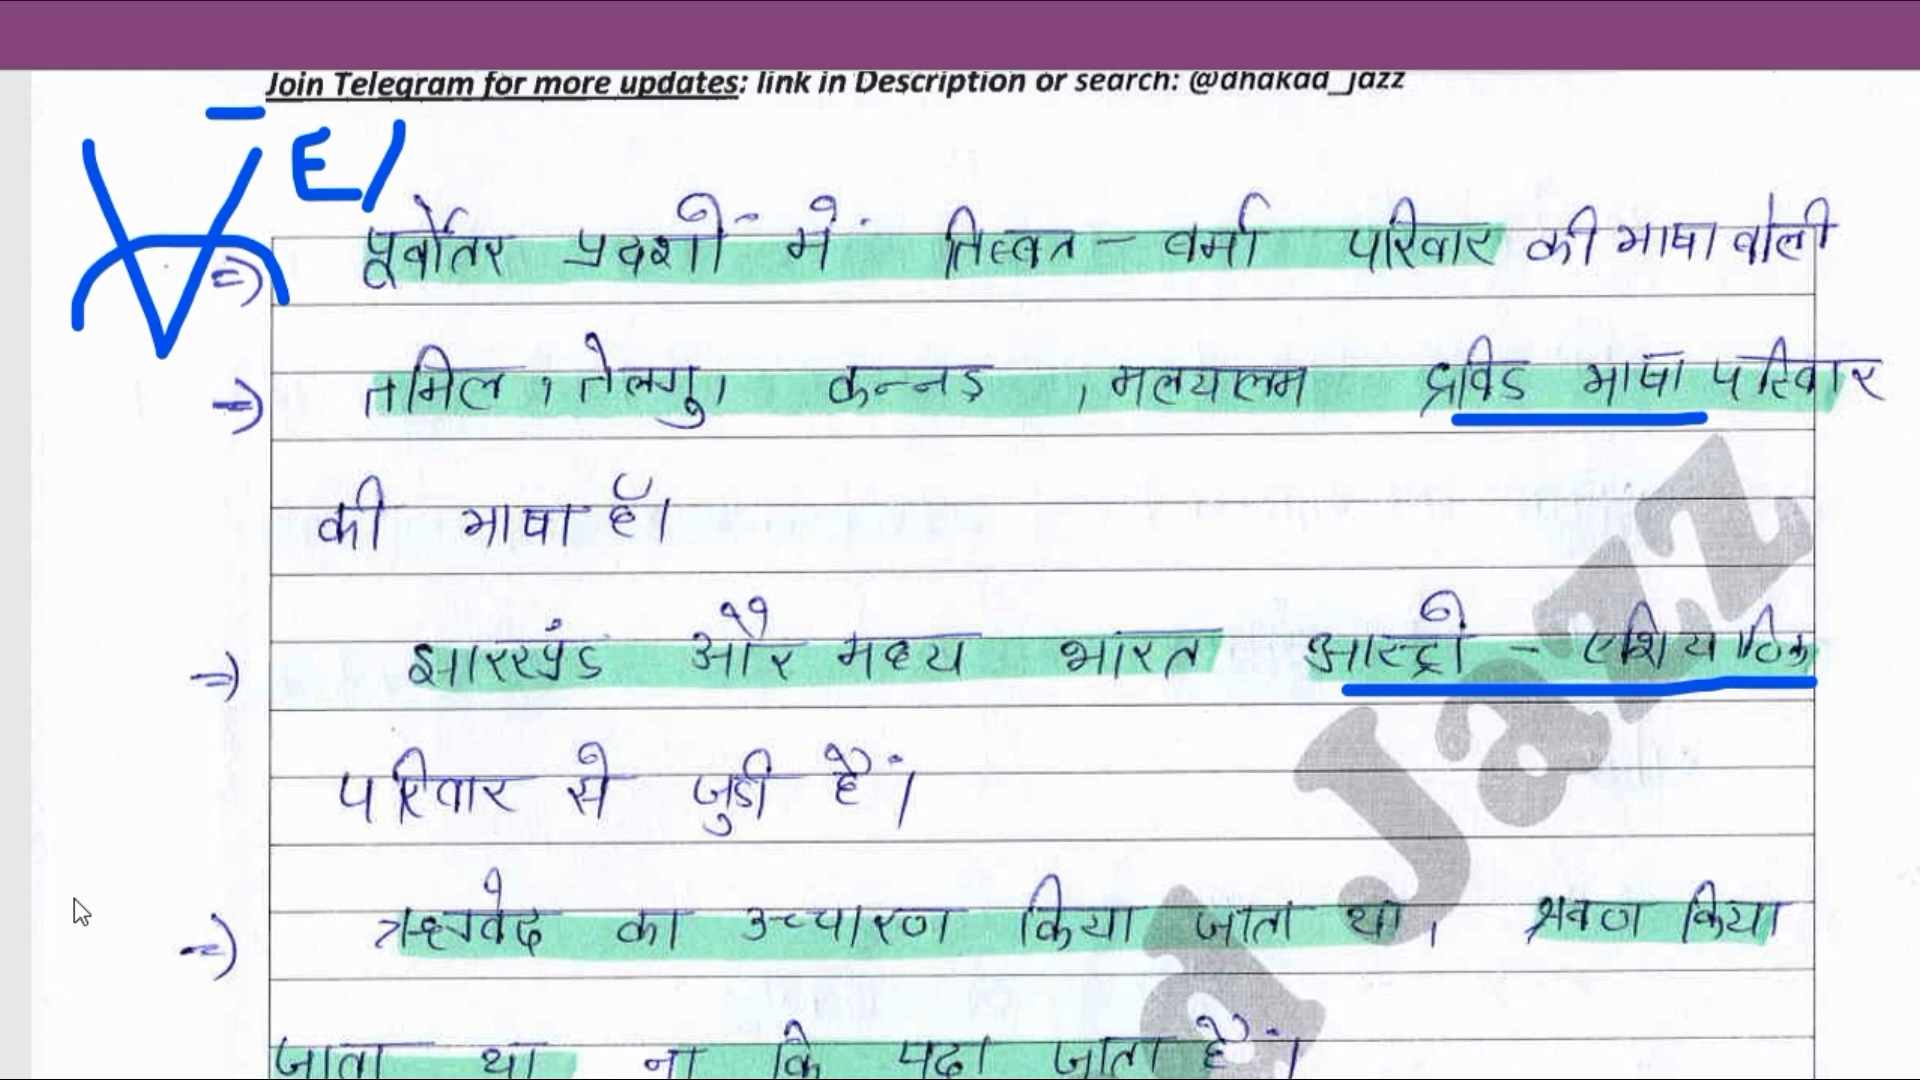 Join Telegram for more updates: link in Description or search: @dhakad_jazz
E/
=) पूर्वोतर प्रदेशों में तिब्बत - बर्मा परिवार की भाषा बोली
=) तमिल, तेलगु, कन्नड़, मलयालम द्रविड भाषा परिवार
की भाषा हैं।
=) झारखंड और मध्य भारत आस्ट्रो - एशियाटिक
परिवार से जुडी हैं।
=) ऋग्वेद का उच्चारण किया जाता था, श्रवण किया
जाता था ना कि पढा जाता हैं।
d Jazz